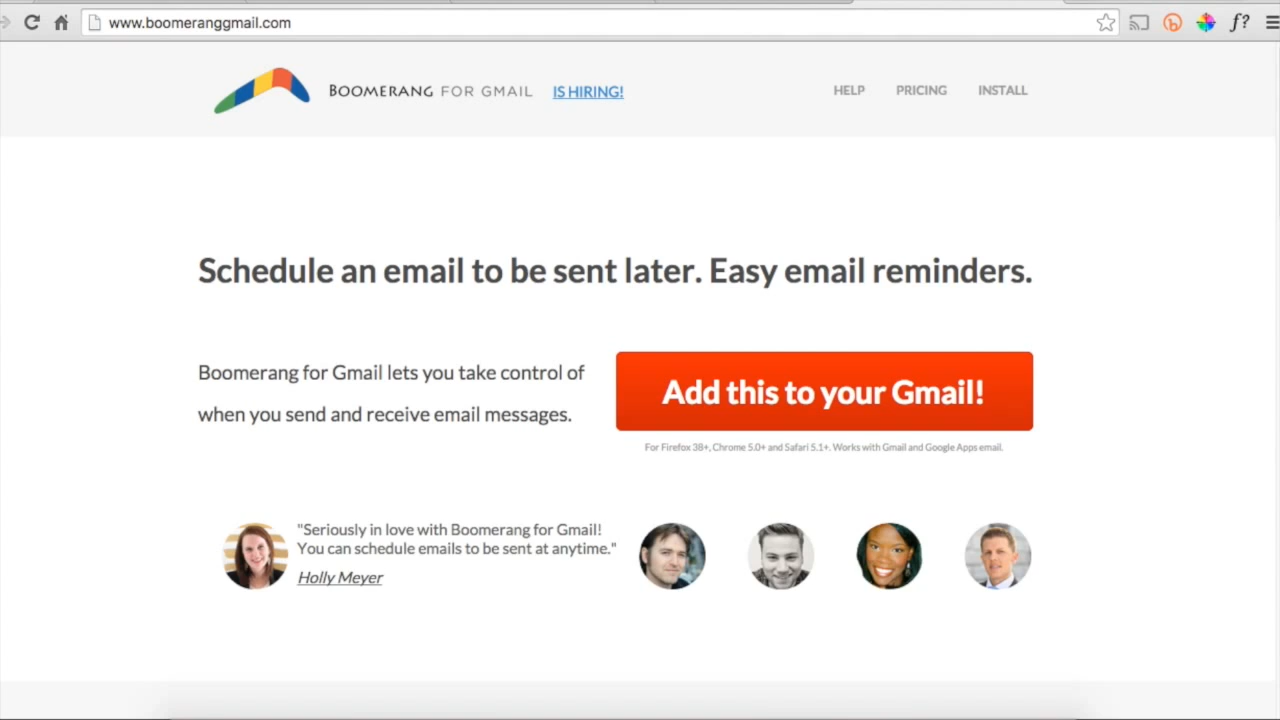 www.boomeranggmail.com
f?
BOOMERANG FOR GMAIL IS HIRING! HELP PRICING INSTALL
Schedule an email to be sent later. Easy email reminders.
Boomerang for Gmail lets you take control of
when you send and receive email messages.
Add this to your Gmail!
For Firefox 38+, Chrome 5.0+ and Safari 5.1+. Works with Gmail and Google Apps email.
"Seriously in love with Boomerang for Gmail!
You can schedule emails to be sent at anytime."
Holly Meyer